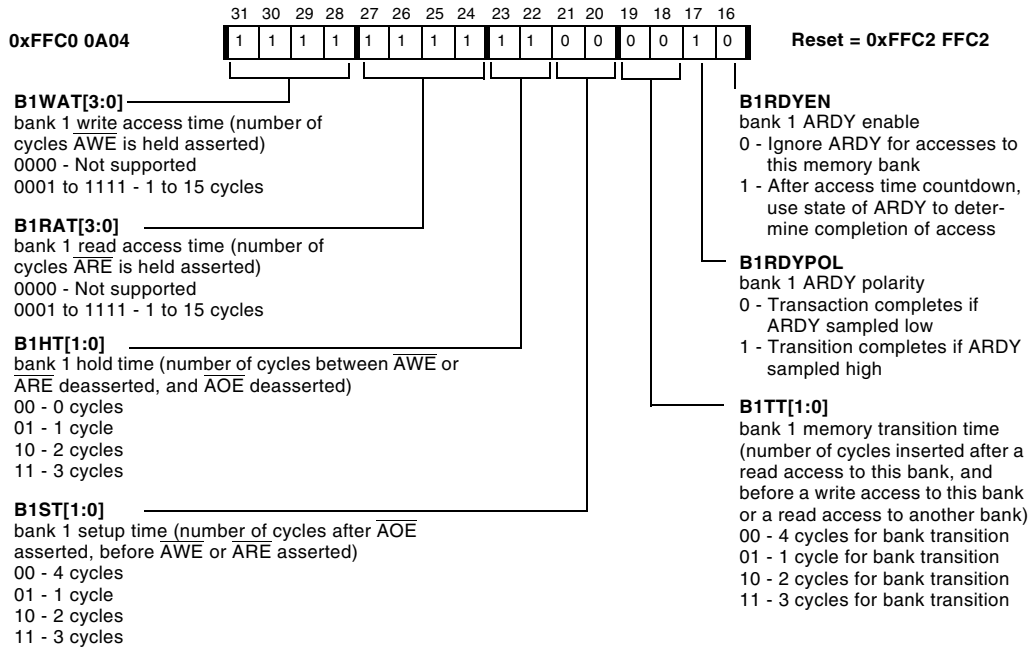 31 30 29 28 27 26 25 24 23 22 21 20 19 18 17 16
0xFFC0 0A04
1 1 1 1 1 1 1 1 1 1 0 0 0 0 1 0
Reset = 0xFFC2 FFC2
B1WAT[3:0]
bank 1 write access time (number of
cycles AWE is held asserted)
0000 - Not supported
0001 to 1111 - 1 to 15 cycles
B1RAT[3:0]
bank 1 read access time (number of
cycles ARE is held asserted)
0000 - Not supported
0001 to 1111 - 1 to 15 cycles
B1HT[1:0]
bank 1 hold time (number of cycles between AWE or
ARE deasserted, and AOE deasserted)
00 - 0 cycles
01 - 1 cycle
10 - 2 cycles
11 - 3 cycles
B1ST[1:0]
bank 1 setup time (number of cycles after AOE
asserted, before AWE or ARE asserted)
00 - 4 cycles
01 - 1 cycle
10 - 2 cycles
11 - 3 cycles
B1RDYEN
bank 1 ARDY enable
0 - Ignore ARDY for accesses to
this memory bank
1 - After access time countdown,
use state of ARDY to deter-
mine completion of access
B1RDYPOL
bank 1 ARDY polarity
0 - Transaction completes if
ARDY sampled low
1 - Transition completes if ARDY
sampled high
B1TT[1:0]
bank 1 memory transition time
(number of cycles inserted after a
read access to this bank, and
before a write access to this bank
or a read access to another bank)
00 - 4 cycles for bank transition
01 - 1 cycle for bank transition
10 - 2 cycles for bank transition
11 - 3 cycles for bank transition